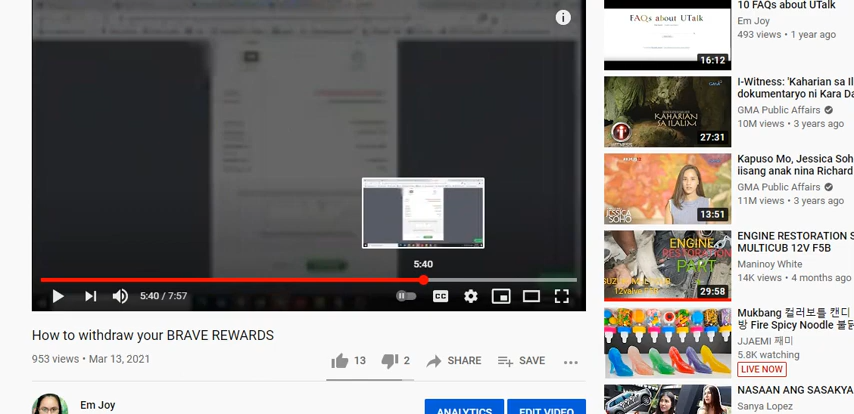 5:40
5:40 / 7:57
CC
How to withdraw your BRAVE REWARDS
953 views • Mar 13, 2021
13
2
SHARE
SAVE
Em Joy
ANALYTICS
EDIT VIDEO
10 FAQs about UTalk
Em Joy
493 views • 1 year ago
FAQs about UTalk
16:12
I-Witness: 'Kaharian sa Il
dokumentaryo ni Kara Da
GMA Public Affairs
10M views • 3 years ago
KAHARIAN
SA ILALIM
27:31
Kapuso Mo, Jessica Soh
iisang anak nina Richard
GMA Public Affairs
11M views • 3 years ago
JESSICA
SOHO
13:51
ENGINE RESTORATION S
MULTICUB 12V F5B
Maninoy White
14K views • 4 months ago
ENGINE
RESTORATION
PART
29:58
Mukbang 컬러보틀 캔디
방 Fire Spicy Noodle 불닭
JJAEMI 째미
5.8K watching
LIVE NOW
NASAAN ANG SASAKYA
Sanya Lopez